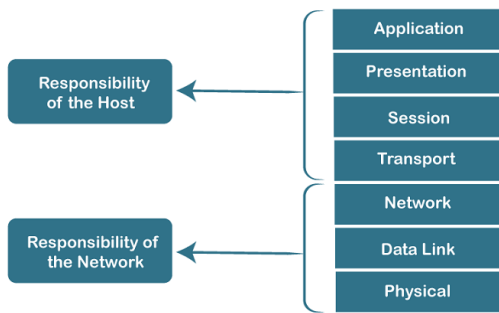 Application
Presentation
Responsibility
of the Host
Session
Transport
Network
Responsibility of
the Network
Data Link
Physical